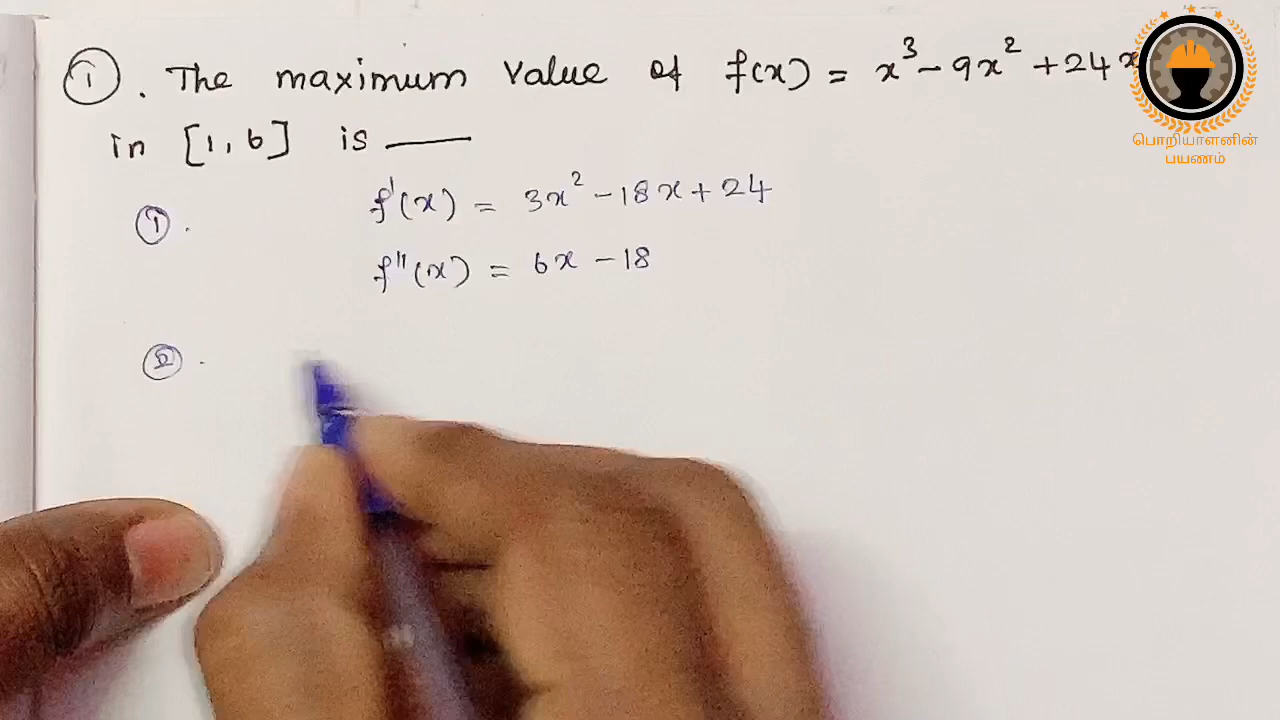 ①. The maximum value of f(x) = x³ - 9x² + 24x
in [1, 6] is ___
①. f'(x) = 3x² - 18x + 24
f''(x) = 6x - 18
②.
பொறியாளனின்
பயணம்